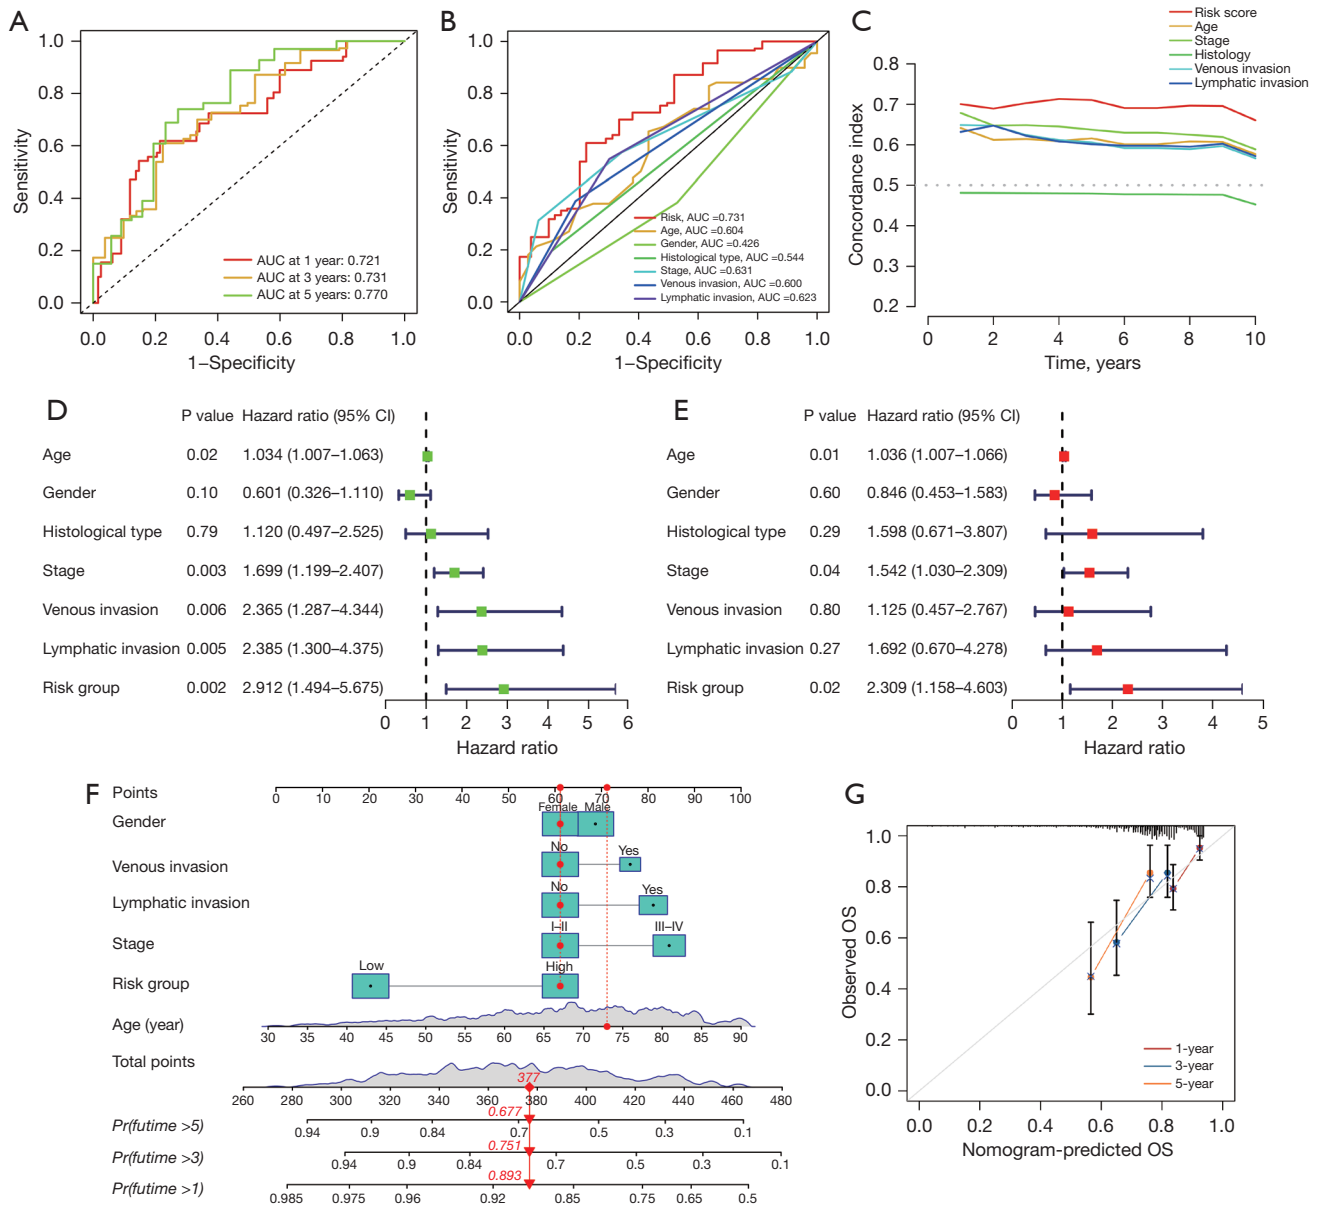 A
Sensitivity
1.0
0.8
0.6
0.4
0.2
0.0
AUC at 1 year: 0.721
AUC at 3 years: 0.731
AUC at 5 years: 0.770
0.0 0.2 0.4 0.6 0.8 1.0
1–Specificity
B
Sensitivity
1.0
0.8
0.6
0.4
0.2
0.0
Risk, AUC =0.731
Age, AUC =0.604
Gender, AUC =0.426
Histological type, AUC =0.544
Stage, AUC =0.631
Venous invasion, AUC =0.600
Lymphatic invasion, AUC =0.623
0.0 0.2 0.4 0.6 0.8 1.0
1–Specificity
C
Risk score
Age
Stage
Histology
Venous invasion
Lymphatic invasion
Concordance index
0.8
0.7
0.6
0.5
0.4
0.3
0.2
0 2 4 6 8 10
Time, years
D
P value Hazard ratio (95% CI)
Age 0.02 1.034 (1.007–1.063)
Gender 0.10 0.601 (0.326–1.110)
Histological type 0.79 1.120 (0.497–2.525)
Stage 0.003 1.699 (1.199–2.407)
Venous invasion 0.006 2.365 (1.287–4.344)
Lymphatic invasion 0.005 2.385 (1.300–4.375)
Risk group 0.002 2.912 (1.494–5.675)
0 1 2 3 4 5 6
Hazard ratio
E
P value Hazard ratio (95% CI)
Age 0.01 1.036 (1.007–1.066)
Gender 0.60 0.846 (0.453–1.583)
Histological type 0.29 1.598 (0.671–3.807)
Stage 0.04 1.542 (1.030–2.309)
Venous invasion 0.80 1.125 (0.457–2.767)
Lymphatic invasion 0.27 1.692 (0.670–4.278)
Risk group 0.02 2.309 (1.158–4.603)
0 1 2 3 4 5
Hazard ratio
F
Points
0 10 20 30 40 50 60 70 80 90 100
Female Male
Gender
No Yes
Venous invasion
No Yes
Lymphatic invasion
I–II III–IV
Stage
Low High
Risk group
Age (year)
30 35 40 45 50 55 60 65 70 75 80 85 90
Total points
377
260 280 300 320 340 360 380 400 420 440 460 480
0.677
Pr(futime >5)
0.94 0.9 0.84 0.7 0.5 0.3 0.1
0.751
Pr(futime >3)
0.94 0.9 0.84 0.7 0.5 0.3 0.1
0.893
Pr(futime >1)
0.985 0.975 0.96 0.92 0.85 0.75 0.65 0.5
G
Observed OS
1.0
0.8
0.6
0.4
0.2
0.0
1-year
3-year
5-year
0.0 0.2 0.4 0.6 0.8 1.0
Nomogram-predicted OS